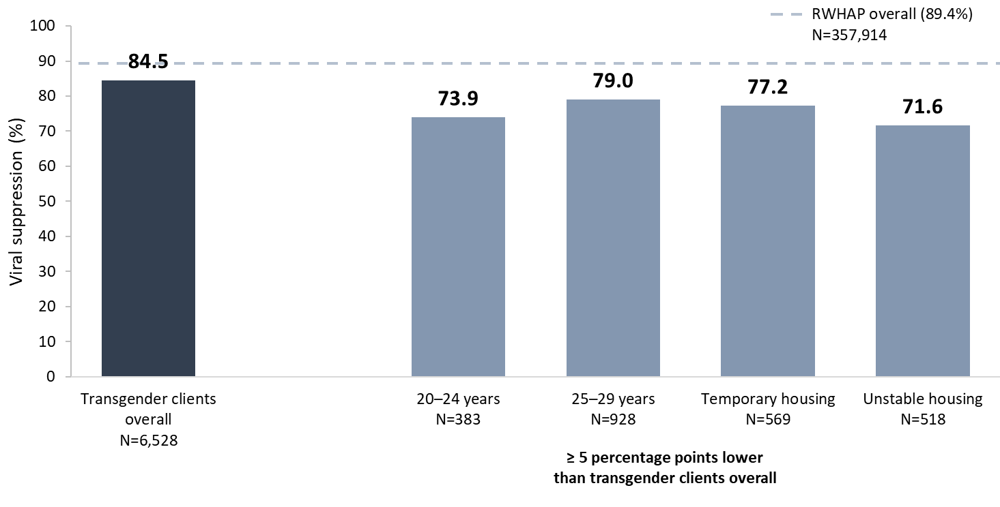 RWHAP overall (89.4%)
N=357,914
Viral suppression (%)
100
90
80
70
60
50
40
30
20
10
0
84.5
73.9
79.0
77.2
71.6
Transgender clients
overall
N=6,528
20–24 years
N=383
25–29 years
N=928
Temporary housing
N=569
Unstable housing
N=518
≥ 5 percentage points lower
than transgender clients overall